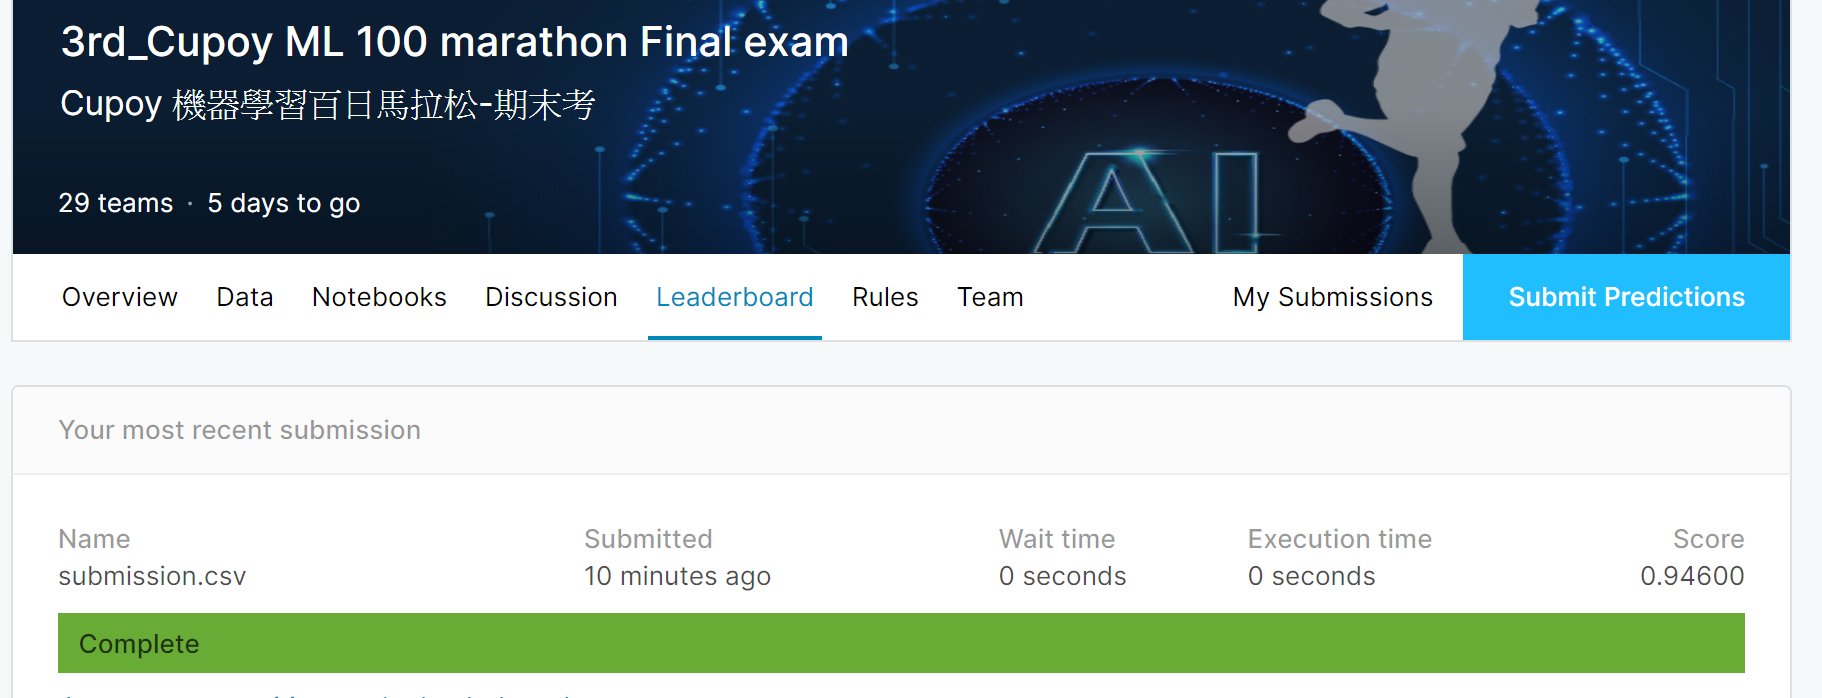 3rd_Cupoy ML 100 marathon Final exam
Cupoy 機器學習百日馬拉松-期末考
AI
29 teams · 5 days to go
Overview Data Notebooks Discussion Leaderboard Rules Team My Submissions Submit Predictions
Your most recent submission
Name Submitted Wait time Execution time Score
submission.csv 10 minutes ago 0 seconds 0 seconds 0.94600
Complete